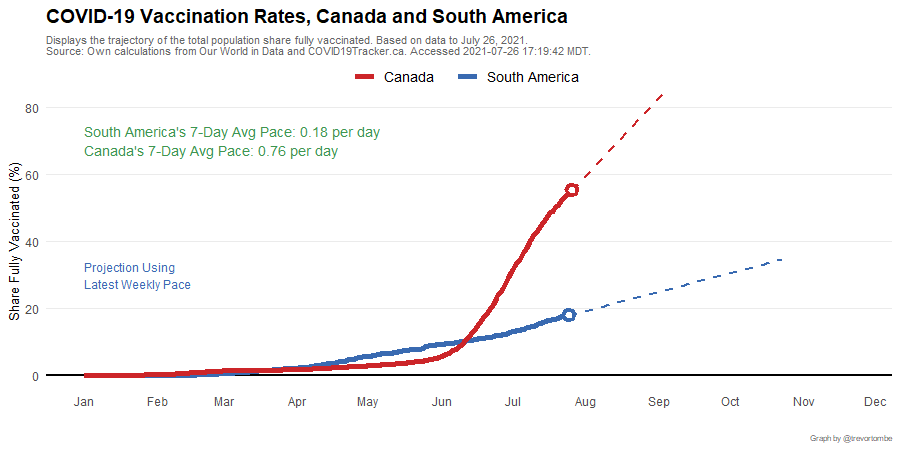 COVID-19 Vaccination Rates, Canada and South America
Displays the trajectory of the total population share fully vaccinated. Based on data to July 26, 2021.
Source: Own calculations from Our World in Data and COVID19Tracker.ca. Accessed 2021-07-26 17:19:42 MDT.
Canada South America
80
South America's 7-Day Avg Pace: 0.18 per day
Canada's 7-Day Avg Pace: 0.76 per day
60
Share Fully Vaccinated (%)
40
Projection Using
Latest Weekly Pace
20
0
Jan Feb Mar Apr May Jun Jul Aug Sep Oct Nov Dec
Graph by @trevortombe